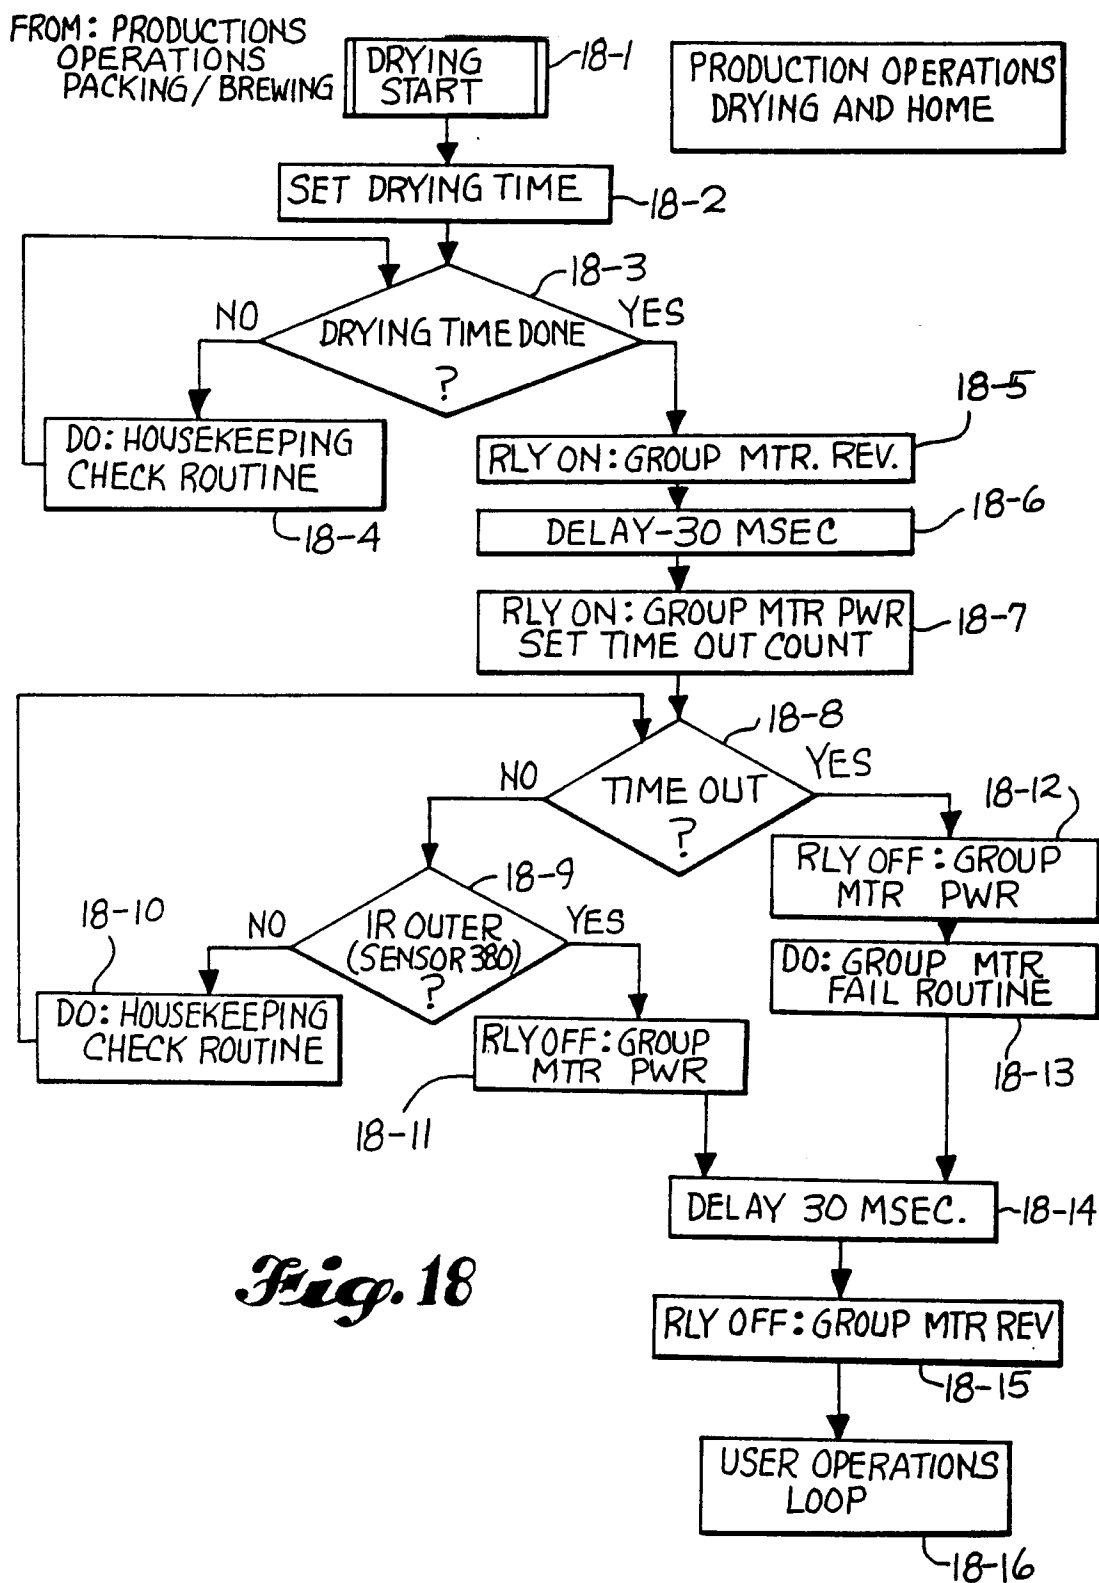 FROM: PRODUCTIONS
OPERATIONS
PACKING/BREWING
DRYING
START
18-1
PRODUCTION OPERATIONS
DRYING AND HOME
SET DRYING TIME
18-2
18-3
NO
YES
DRYING TIME DONE
?
DO: HOUSEKEEPING
CHECK ROUTINE
18-4
18-5
RLY ON: GROUP MTR. REV.
18-6
DELAY-30 MSEC
RLY ON: GROUP MTR PWR
SET TIME OUT COUNT
18-7
18-8
NO
YES
TIME OUT
?
18-12
RLY OFF: GROUP
MTR PWR
18-9
18-10
NO
YES
IR OUTER
(SENSOR 380)
?
DO: GROUP MTR
FAIL ROUTINE
18-13
DO: HOUSEKEEPING
CHECK ROUTINE
RLY OFF: GROUP
MTR PWR
18-11
DELAY 30 MSEC.
18-14
Fig. 18
RLY OFF: GROUP MTR REV
18-15
USER OPERATIONS
LOOP
18-16